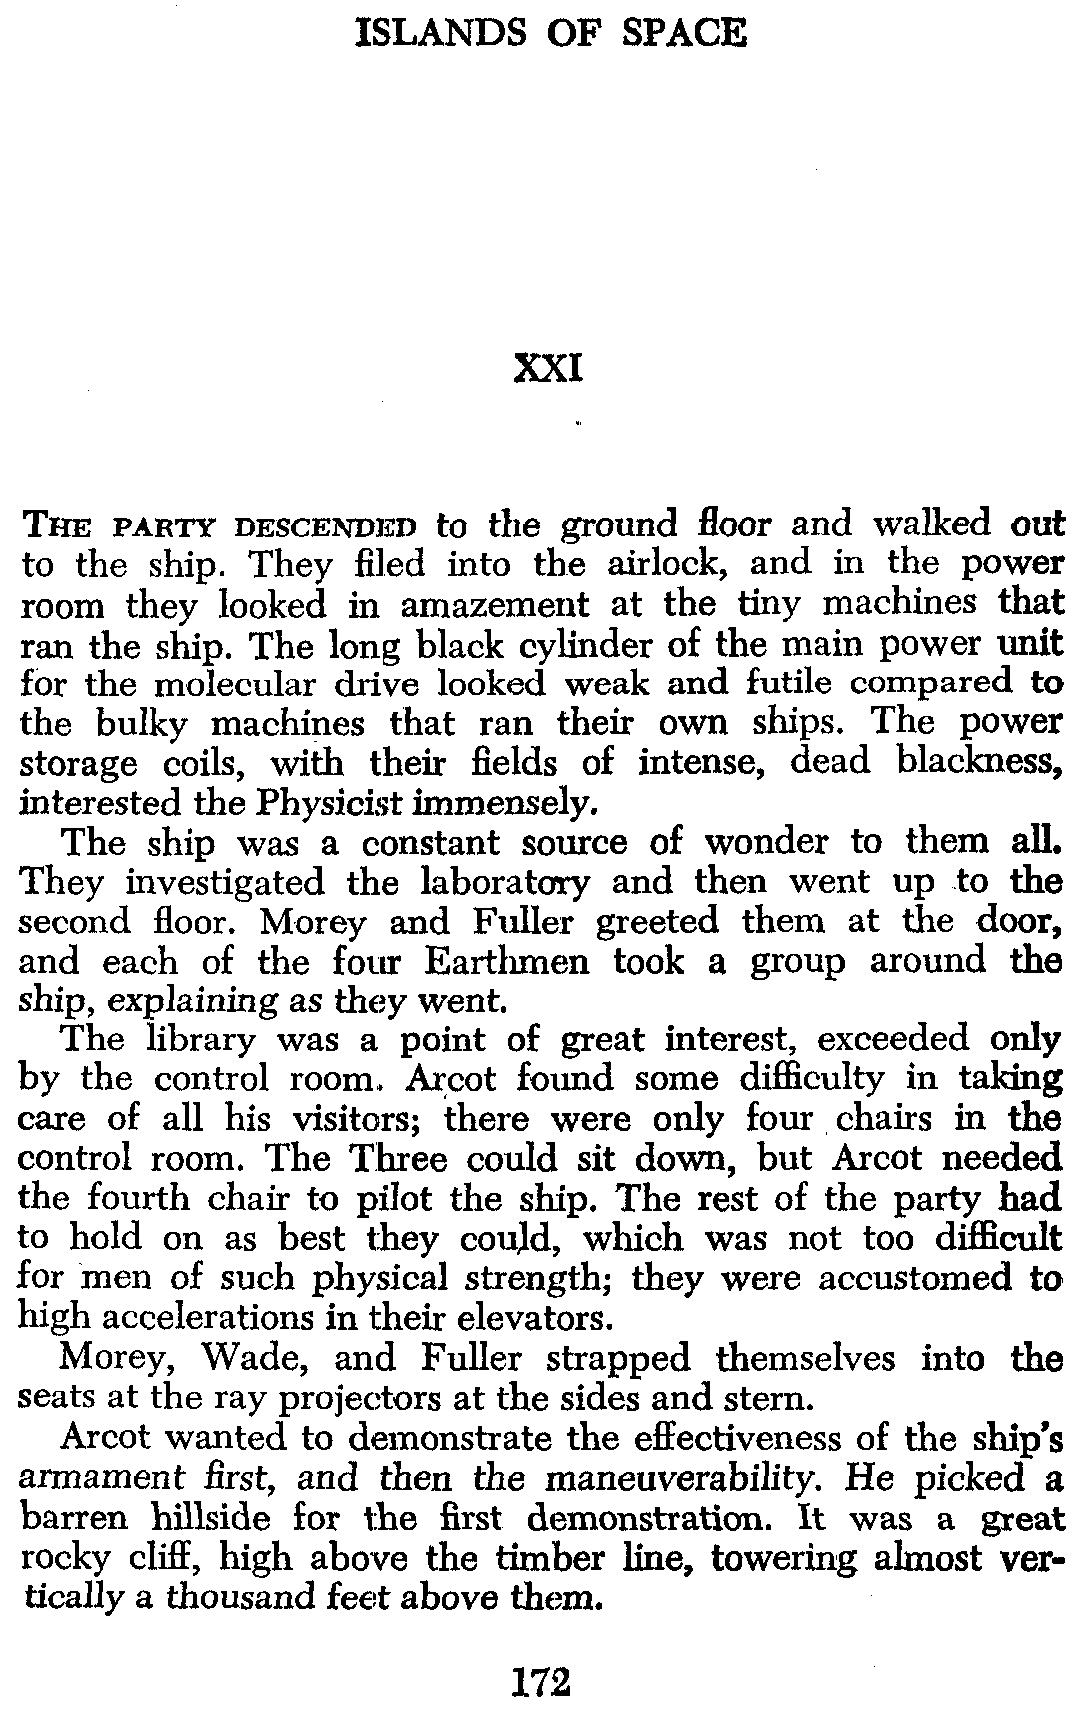 ISLANDS OF SPACE
XXI
THE PARTY DESCENDED to the ground floor and walked out
to the ship. They filed into the airlock, and in the power
room they looked in amazement at the tiny machines that
ran the ship. The long black cylinder of the main power unit
for the molecular drive looked weak and futile compared to
the bulky machines that ran their own ships. The power
storage coils, with their fields of intense, dead blackness,
interested the Physicist immensely.
The ship was a constant source of wonder to them all.
They investigated the laboratory and then went up to the
second floor. Morey and Fuller greeted them at the door,
and each of the four Earthmen took a group around the
ship, explaining as they went.
The library was a point of great interest, exceeded only
by the control room. Arcot found some difficulty in taking
care of all his visitors; there were only four chairs in the
control room. The Three could sit down, but Arcot needed
the fourth chair to pilot the ship. The rest of the party had
to hold on as best they could, which was not too difficult
for men of such physical strength; they were accustomed to
high accelerations in their elevators.
Morey, Wade, and Fuller strapped themselves into the
seats at the ray projectors at the sides and stern.
Arcot wanted to demonstrate the effectiveness of the ship's
armament first, and then the maneuverability. He picked a
barren hillside for the first demonstration. It was a great
rocky cliff, high above the timber line, towering almost ver-
tically a thousand feet above them.
172